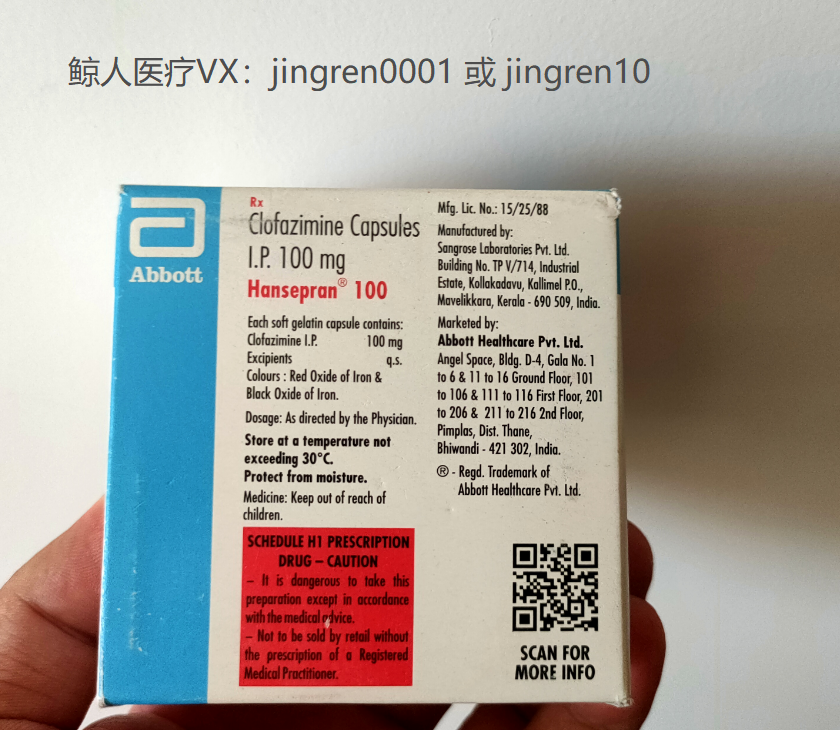 鲸人医疗VX：jingren0001 或 jingren10
Abbott
Rx
Clofazimine Capsules
I.P. 100 mg
Hansepran® 100
Each soft gelatin capsule contains:
Clofazimine I.P. 100 mg
Excipients q.s.
Colours : Red Oxide of Iron &
Black Oxide of Iron.
Dosage: As directed by the Physician.
Store at a temperature not
exceeding 30°C.
Protect from moisture.
Medicine: Keep out of reach of
children.
SCHEDULE H1 PRESCRIPTION
DRUG – CAUTION
– It is dangerous to take this
preparation except in accordance
with the medical advice.
– Not to be sold by retail without
the prescription of a Registered
Medical Practitioner.
Mfg. Lic. No.: 15/25/88
Manufactured by:
Sangrose Laboratories Pvt. Ltd.
Building No. TP V/714, Industrial
Estate, Kollakadavu, Kallimel P.O.,
Mavelikkara, Kerala - 690 509, India.
Marketed by:
Abbott Healthcare Pvt. Ltd.
Angel Space, Bldg. D-4, Gala No. 1
to 6 & 11 to 16 Ground Floor, 101
to 106 & 111 to 116 First Floor, 201
to 206 & 211 to 216 2nd Floor,
Pimplas, Dist. Thane,
Bhiwandi - 421 302, India.
® - Regd. Trademark of
Abbott Healthcare Pvt. Ltd.
SCAN FOR
MORE INFO